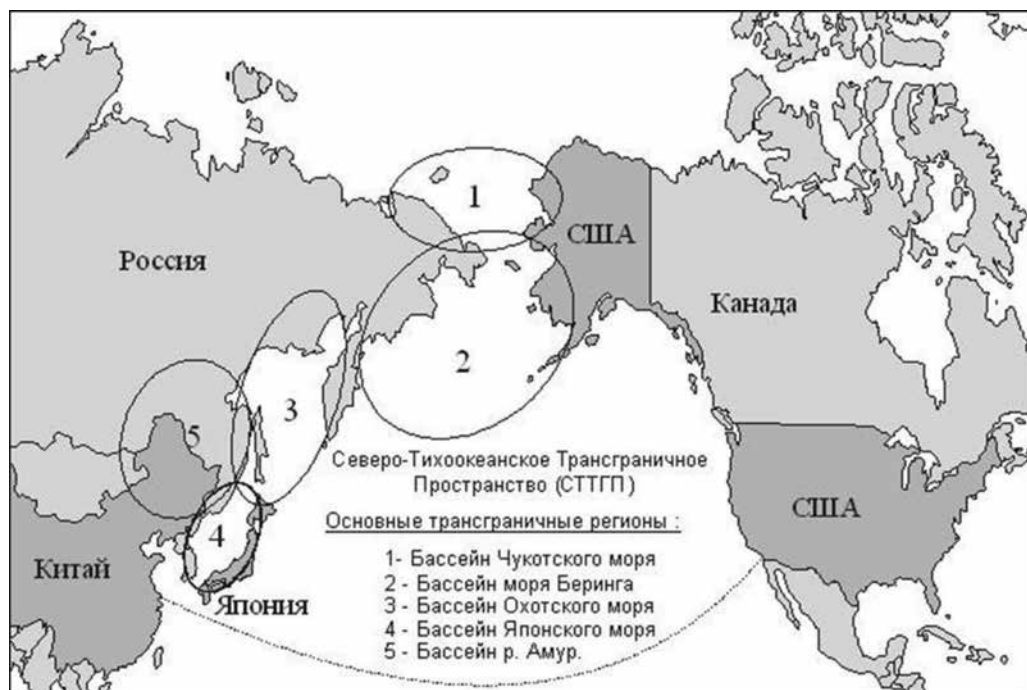 1
США
Россия
Канада
2
3
5
Северо-Тихоокеанское Трансграничное
Пространство (СТТГП)
США
Основные трансграничные регионы :
4
Китай
1- Бассейн Чукотского моря
2 - Бассейн моря Беринга
3 - Бассейн Охотского моря
4 - Бассейн Японского моря
5 - Бассейн р. Амур.
Япония